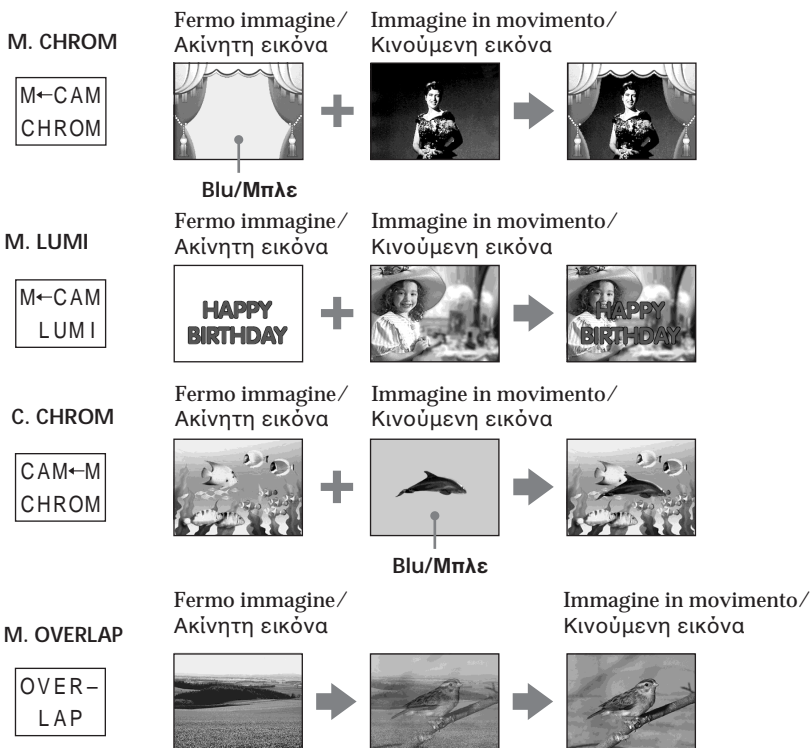 M. CHROM
Fermo immagine/
Ακίνητη εικόνα
Immagine in movimento/
Κινούμενη εικόνα
M←CAM
CHROM
Blu/Μπλε
M. LUMI
Fermo immagine/
Ακίνητη εικόνα
Immagine in movimento/
Κινούμενη εικόνα
M←CAM
LUMI
HAPPY
BIRTHDAY
HAPPY
BIRTHDAY
C. CHROM
Fermo immagine/
Ακίνητη εικόνα
Immagine in movimento/
Κινούμενη εικόνα
CAM←M
CHROM
Blu/Μπλε
M. OVERLAP
Fermo immagine/
Ακίνητη εικόνα
Immagine in movimento/
Κινούμενη εικόνα
OVER–
LAP